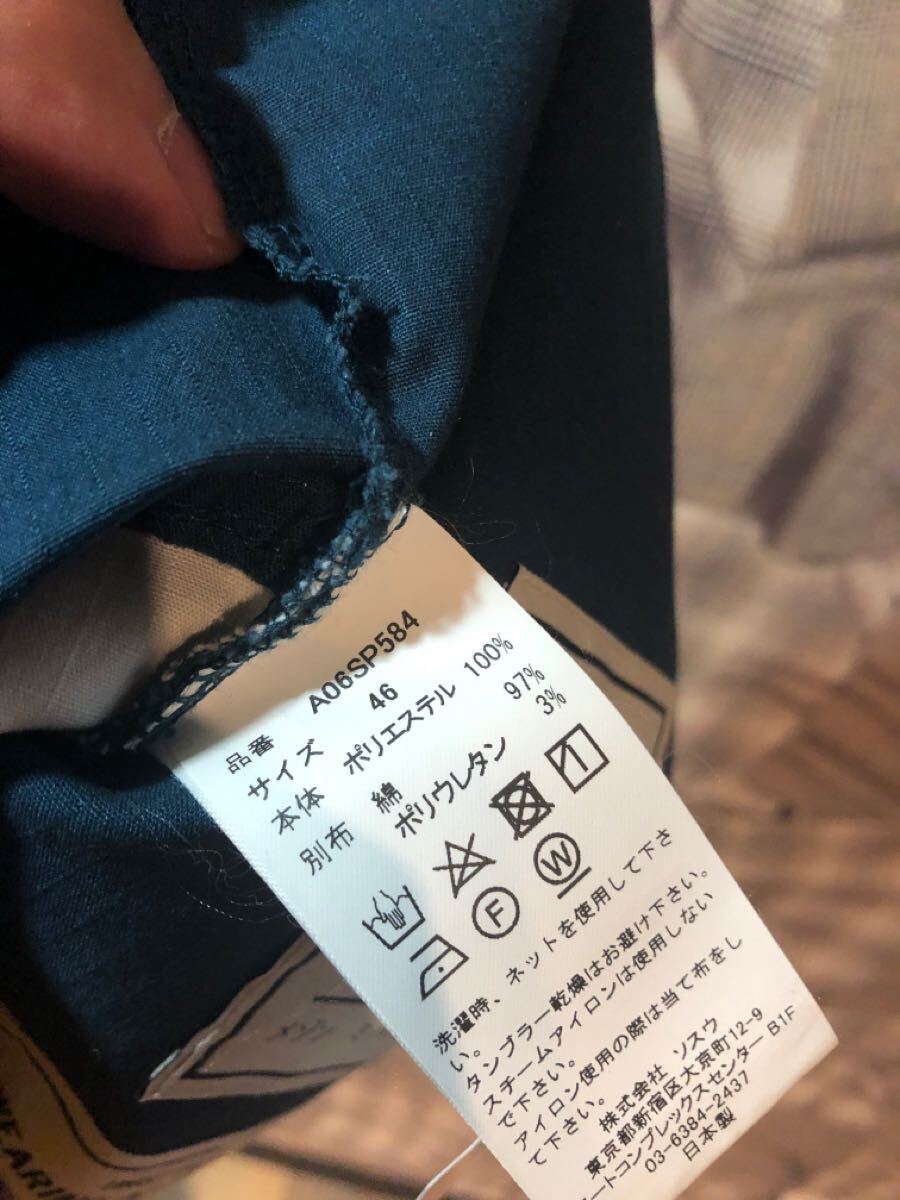 品番 A06SP584
サイズ 46
本体 ポリエステル 100%
別布 綿 97%
ポリウレタン 3%
F
W
洗濯時、ネットを使用して下さ
い。
タンブラー乾燥はお避け下さい。
スチームアイロンは使用しない
で下さい。
アイロン使用の際は当て布をし
て下さい。
株式会社 ソスウ
東京都新宿区大京町12-9
アートコンプレックスセンター B1F
03-6384-2437
日本製
WEARIN